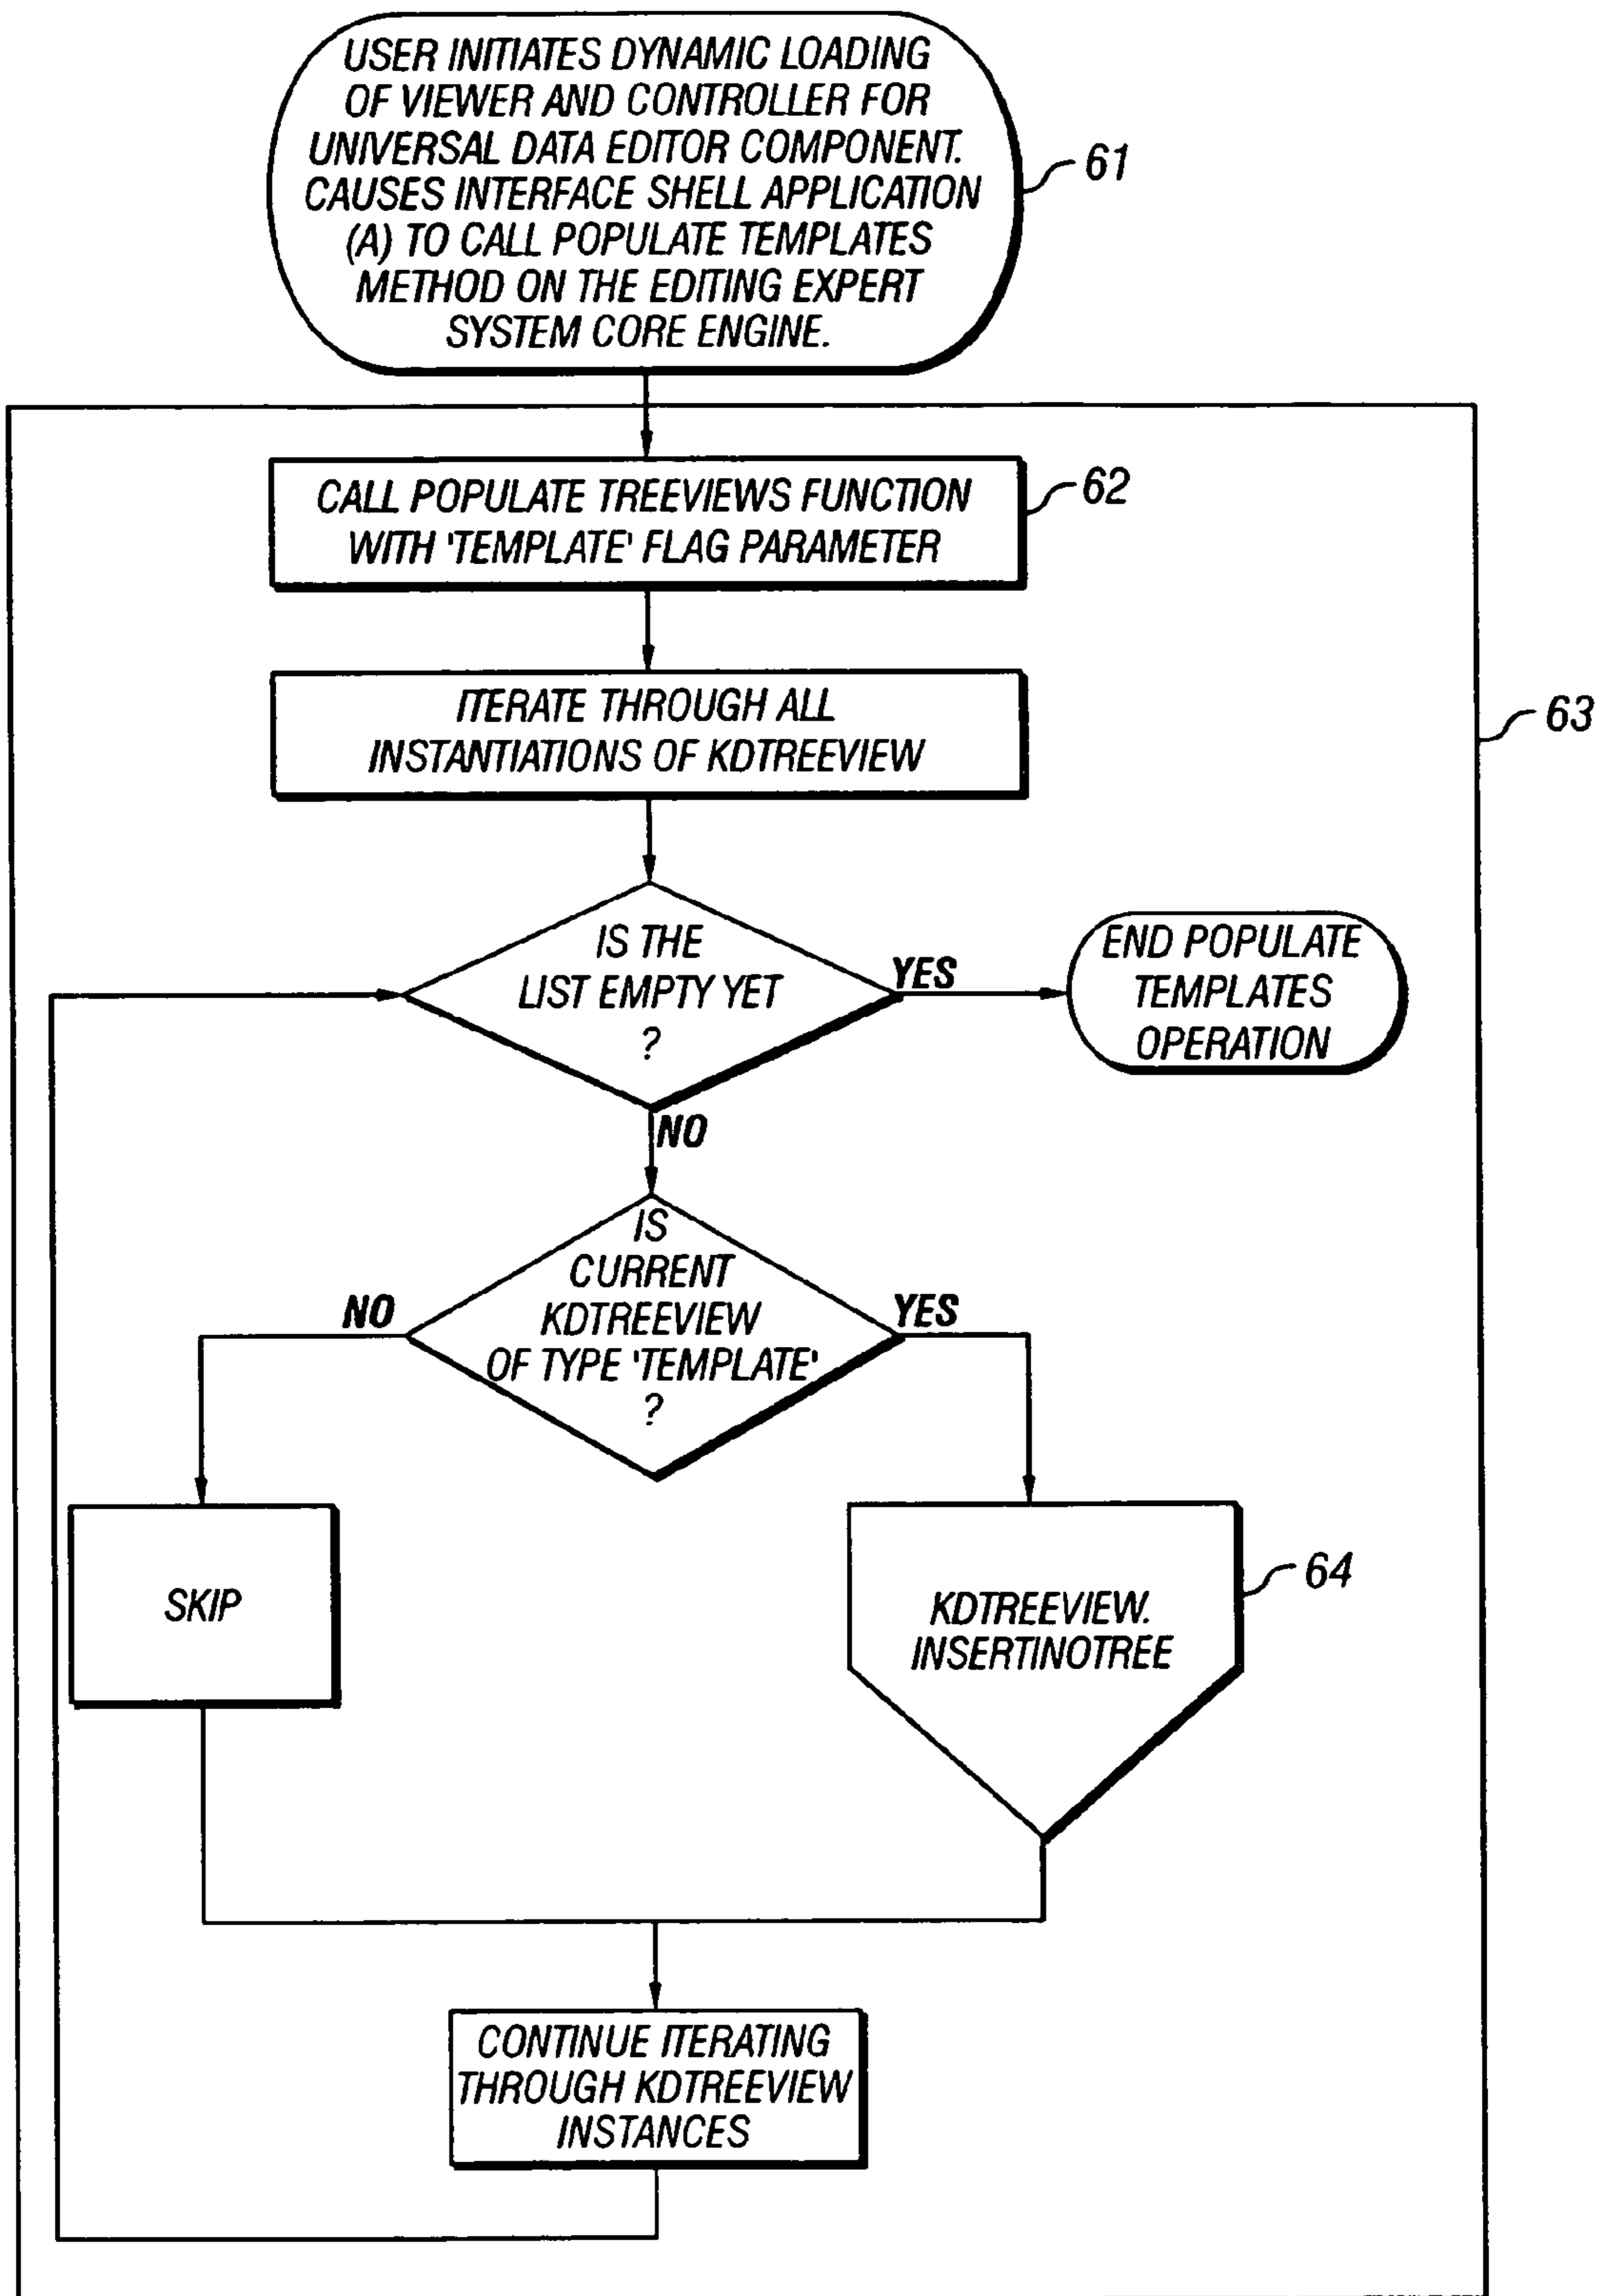 USER INITIATES DYNAMIC LOADING
OF VIEWER AND CONTROLLER FOR
UNIVERSAL DATA EDITOR COMPONENT.
CAUSES INTERFACE SHELL APPLICATION
(A) TO CALL POPULATE TEMPLATES
METHOD ON THE EDITING EXPERT
SYSTEM CORE ENGINE.
61
CALL POPULATE TREEVIEWS FUNCTION
WITH 'TEMPLATE' FLAG PARAMETER
62
ITERATE THROUGH ALL
INSTANTIATIONS OF KDTREEVIEW
63
IS THE
LIST EMPTY YET
?
YES
END POPULATE
TEMPLATES
OPERATION
NO
IS
CURRENT
KDTREEVIEW
OF TYPE 'TEMPLATE'
?
NO
YES
SKIP
KDTREEVIEW.
INSERTINOTREE
64
CONTINUE ITERATING
THROUGH KDTREEVIEW
INSTANCES